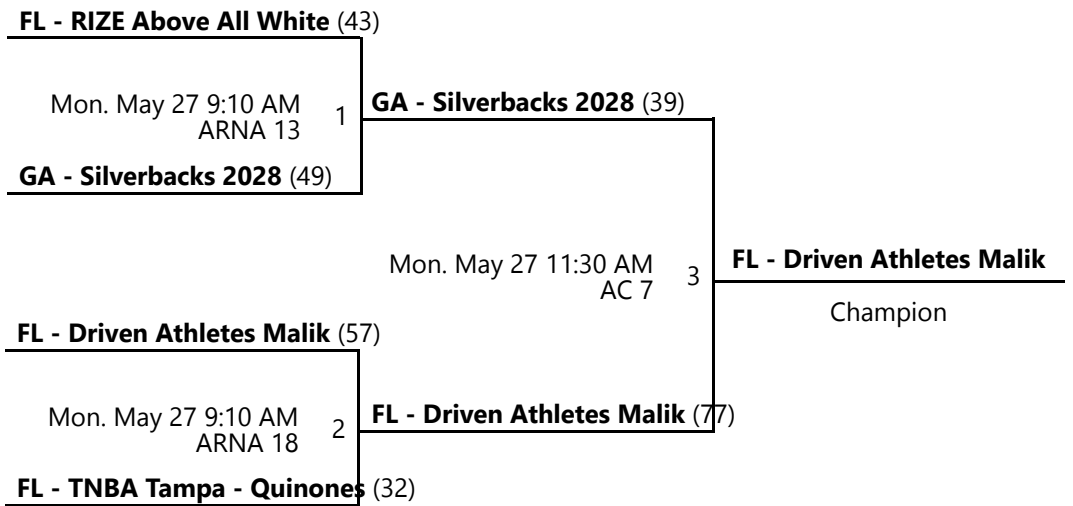 FL - RIZE Above All White (43)
Mon. May 27 9:10 AM
ARNA 13
1
GA - Silverbacks 2028 (39)
GA - Silverbacks 2028 (49)
Mon. May 27 11:30 AM
AC 7
3
FL - Driven Athletes Malik
Champion
FL - Driven Athletes Malik (57)
Mon. May 27 9:10 AM
ARNA 18
2
FL - Driven Athletes Malik (77)
FL - TNBA Tampa - Quinones (32)